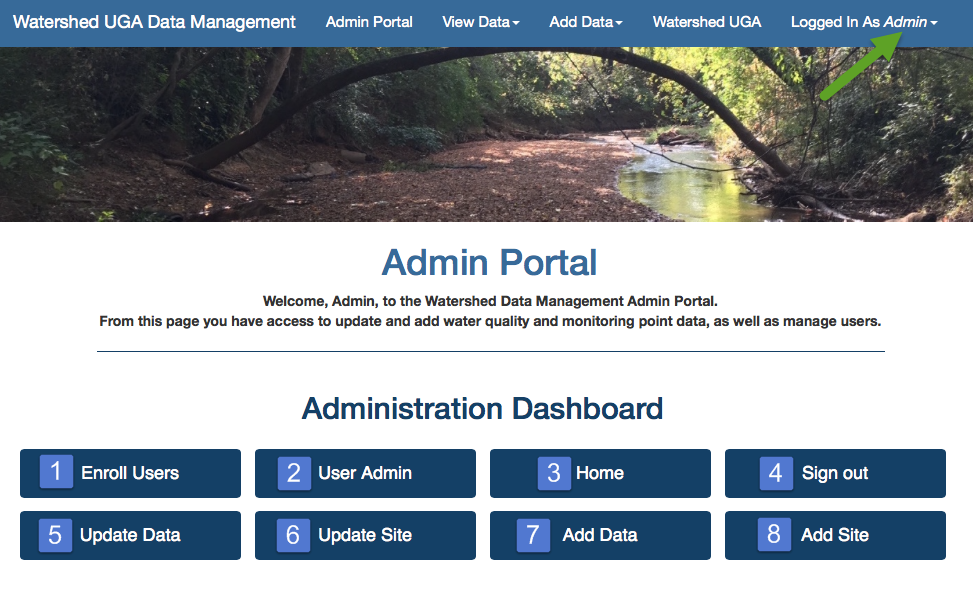 Watershed UGA Data Management Admin Portal View Data Add Data Watershed UGA Logged In As Admin
Admin Portal
Welcome, Admin, to the Watershed Data Management Admin Portal.
From this page you have access to update and add water quality and monitoring point data, as well as manage users.
Administration Dashboard
1 Enroll Users 2 User Admin 3 Home 4 Sign out
5 Update Data 6 Update Site 7 Add Data 8 Add Site